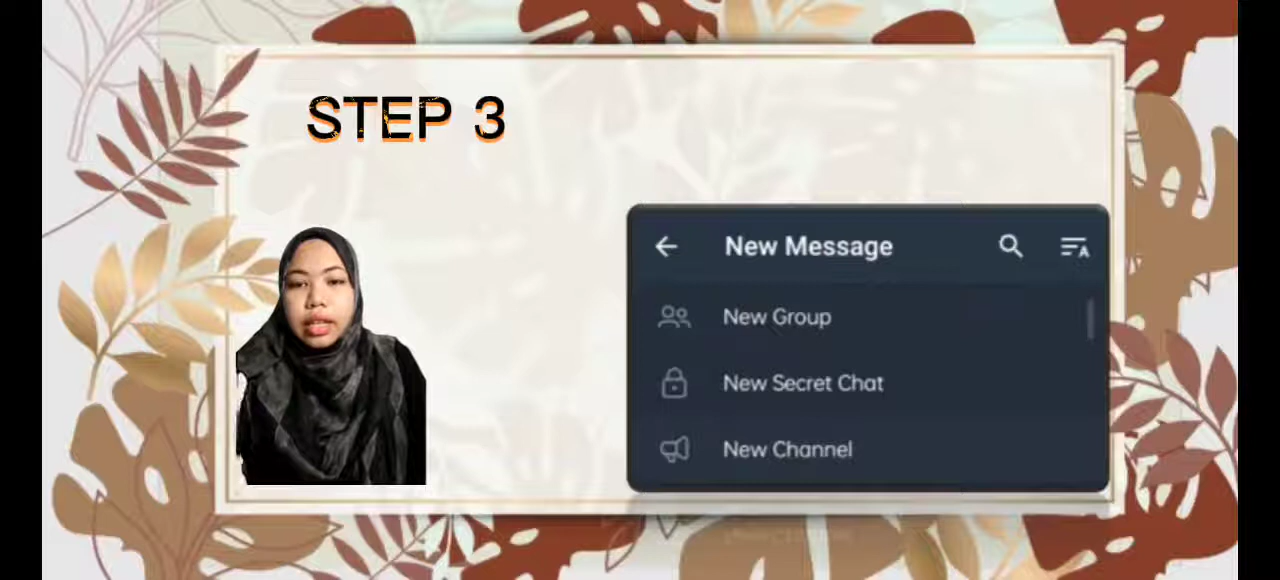 STEP 3
New Message
New Group
New Secret Chat
New Channel